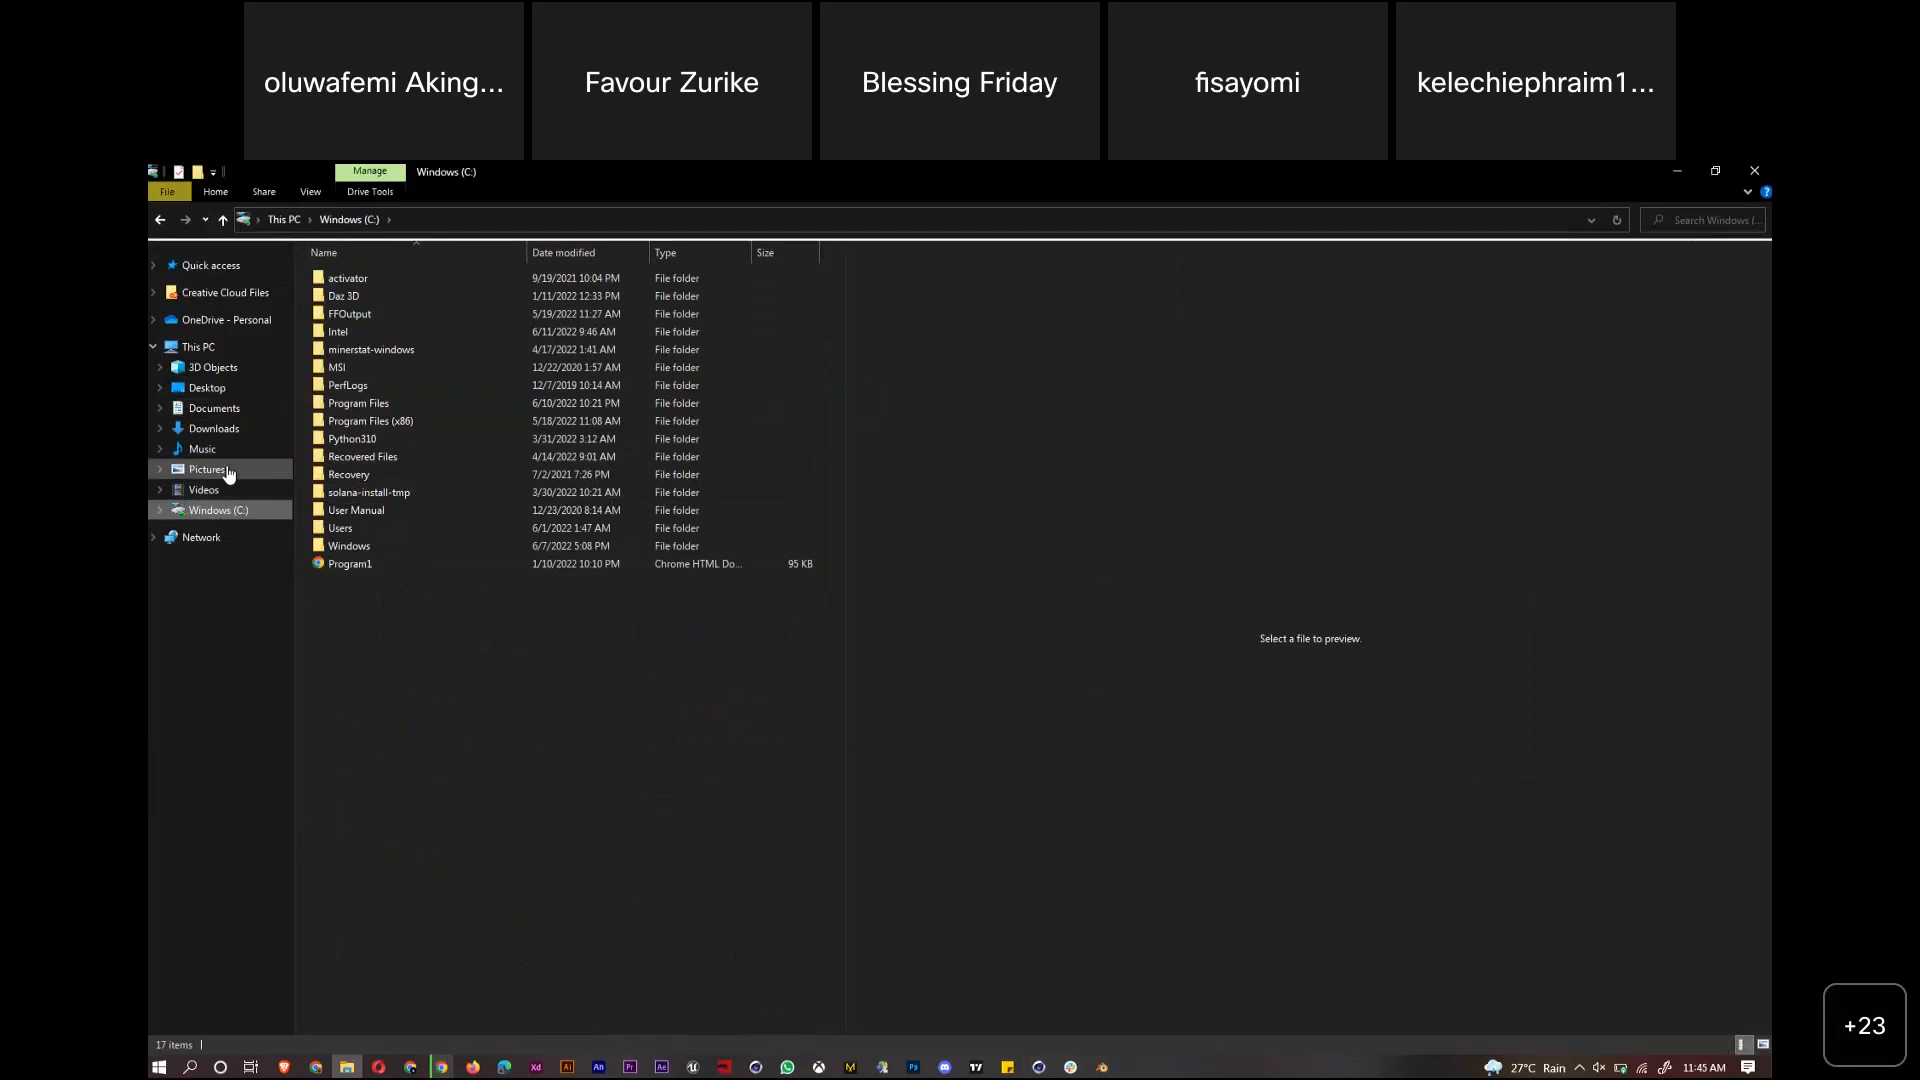 oluwafemi Aking... Favour Zurike Blessing Friday fisayomi kelechiephraim1...
Manage Windows (C:)
File Home Share View Drive Tools
This PC Windows (C:) Search Windows (...
Name Date modified Type Size
Quick access
Creative Cloud Files
OneDrive - Personal
This PC
3D Objects
Desktop
Documents
Downloads
Music
Pictures
Videos
Windows (C:)
Network
activator 9/19/2021 10:04 PM File folder
Daz 3D 1/11/2022 12:33 PM File folder
FFOutput 5/19/2022 11:27 AM File folder
Intel 6/11/2022 9:46 AM File folder
minerstat-windows 4/17/2022 1:41 AM File folder
MSI 12/22/2020 1:57 AM File folder
PerfLogs 12/7/2019 10:14 AM File folder
Program Files 6/10/2022 10:21 PM File folder
Program Files (x86) 5/18/2022 11:08 AM File folder
Python310 3/31/2022 3:12 AM File folder
Recovered Files 4/14/2022 9:01 AM File folder
Recovery 7/2/2021 7:26 PM File folder
solana-install-tmp 3/30/2022 10:21 AM File folder
User Manual 12/23/2020 8:14 AM File folder
Users 6/1/2022 1:47 AM File folder
Windows 6/7/2022 5:08 PM File folder
Program1 1/10/2022 10:10 PM Chrome HTML Do... 95 KB
Select a file to preview.
+23
17 items
Xd Ai An Pr Ae M Ps 27°C Rain 11:45 AM